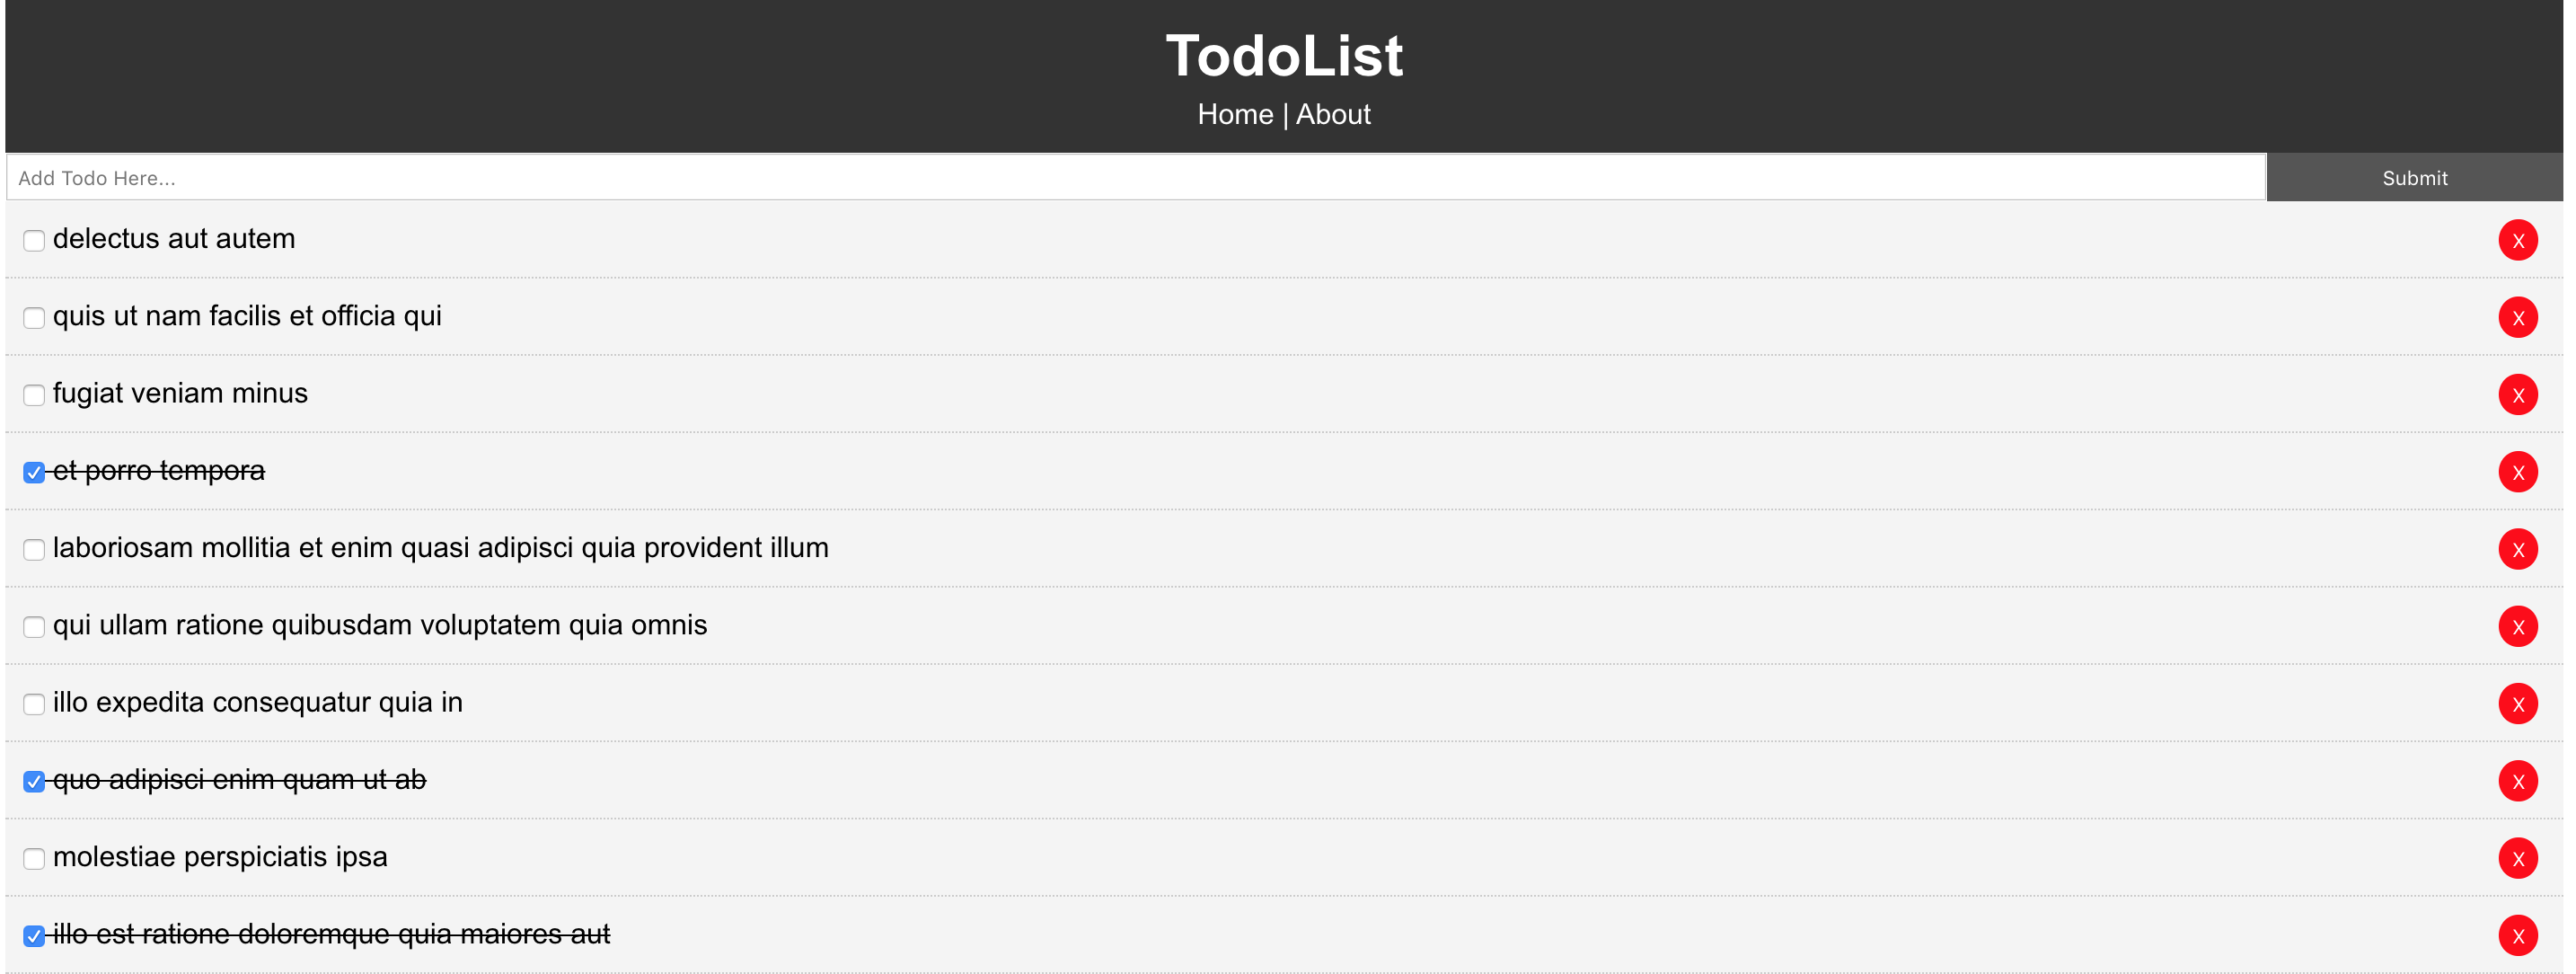 TodoList
Home | About
Add Todo Here...
Submit
delectus aut autem
X
quis ut nam facilis et officia qui
X
fugiat veniam minus
X
et porro tempora
X
laboriosam mollitia et enim quasi adipisci quia provident illum
X
qui ullam ratione quibusdam voluptatem quia omnis
X
illo expedita consequatur quia in
X
quo adipisci enim quam ut ab
X
molestiae perspiciatis ipsa
X
illo est ratione doloremque quia maiores aut
X